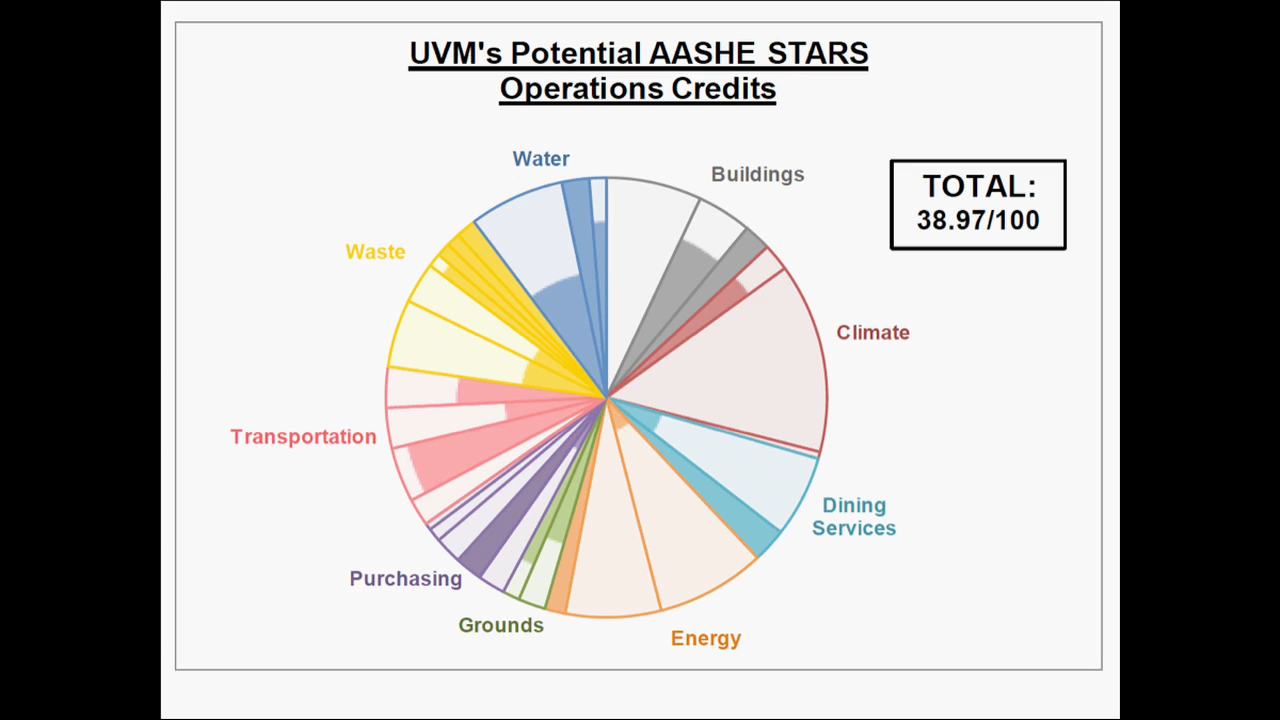 UVM's Potential AASHE STARS
Operations Credits
Water
Buildings
TOTAL:
38.97/100
Waste
Climate
Transportation
Dining
Services
Purchasing
Grounds
Energy